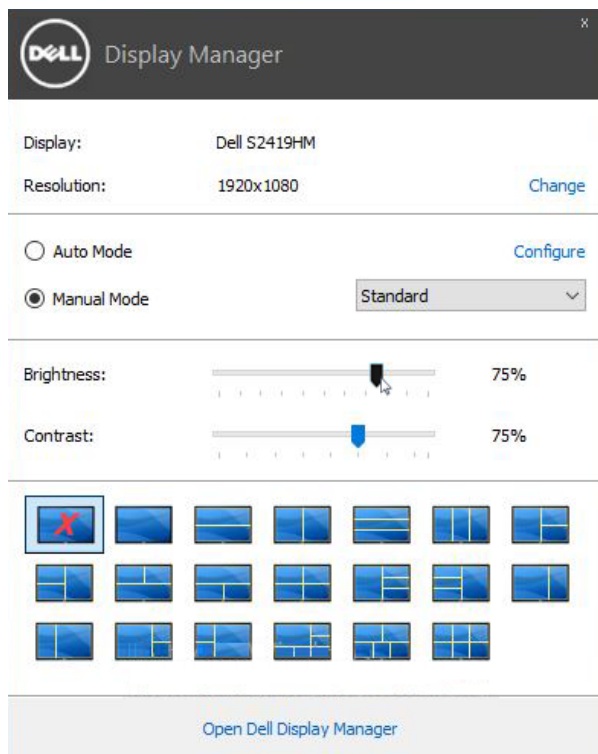 DELL Display Manager
X
Display: Dell S2419HM
Resolution: 1920x1080 Change
Auto Mode Configure
Manual Mode Standard
Brightness: 75%
Contrast: 75%
Open Dell Display Manager